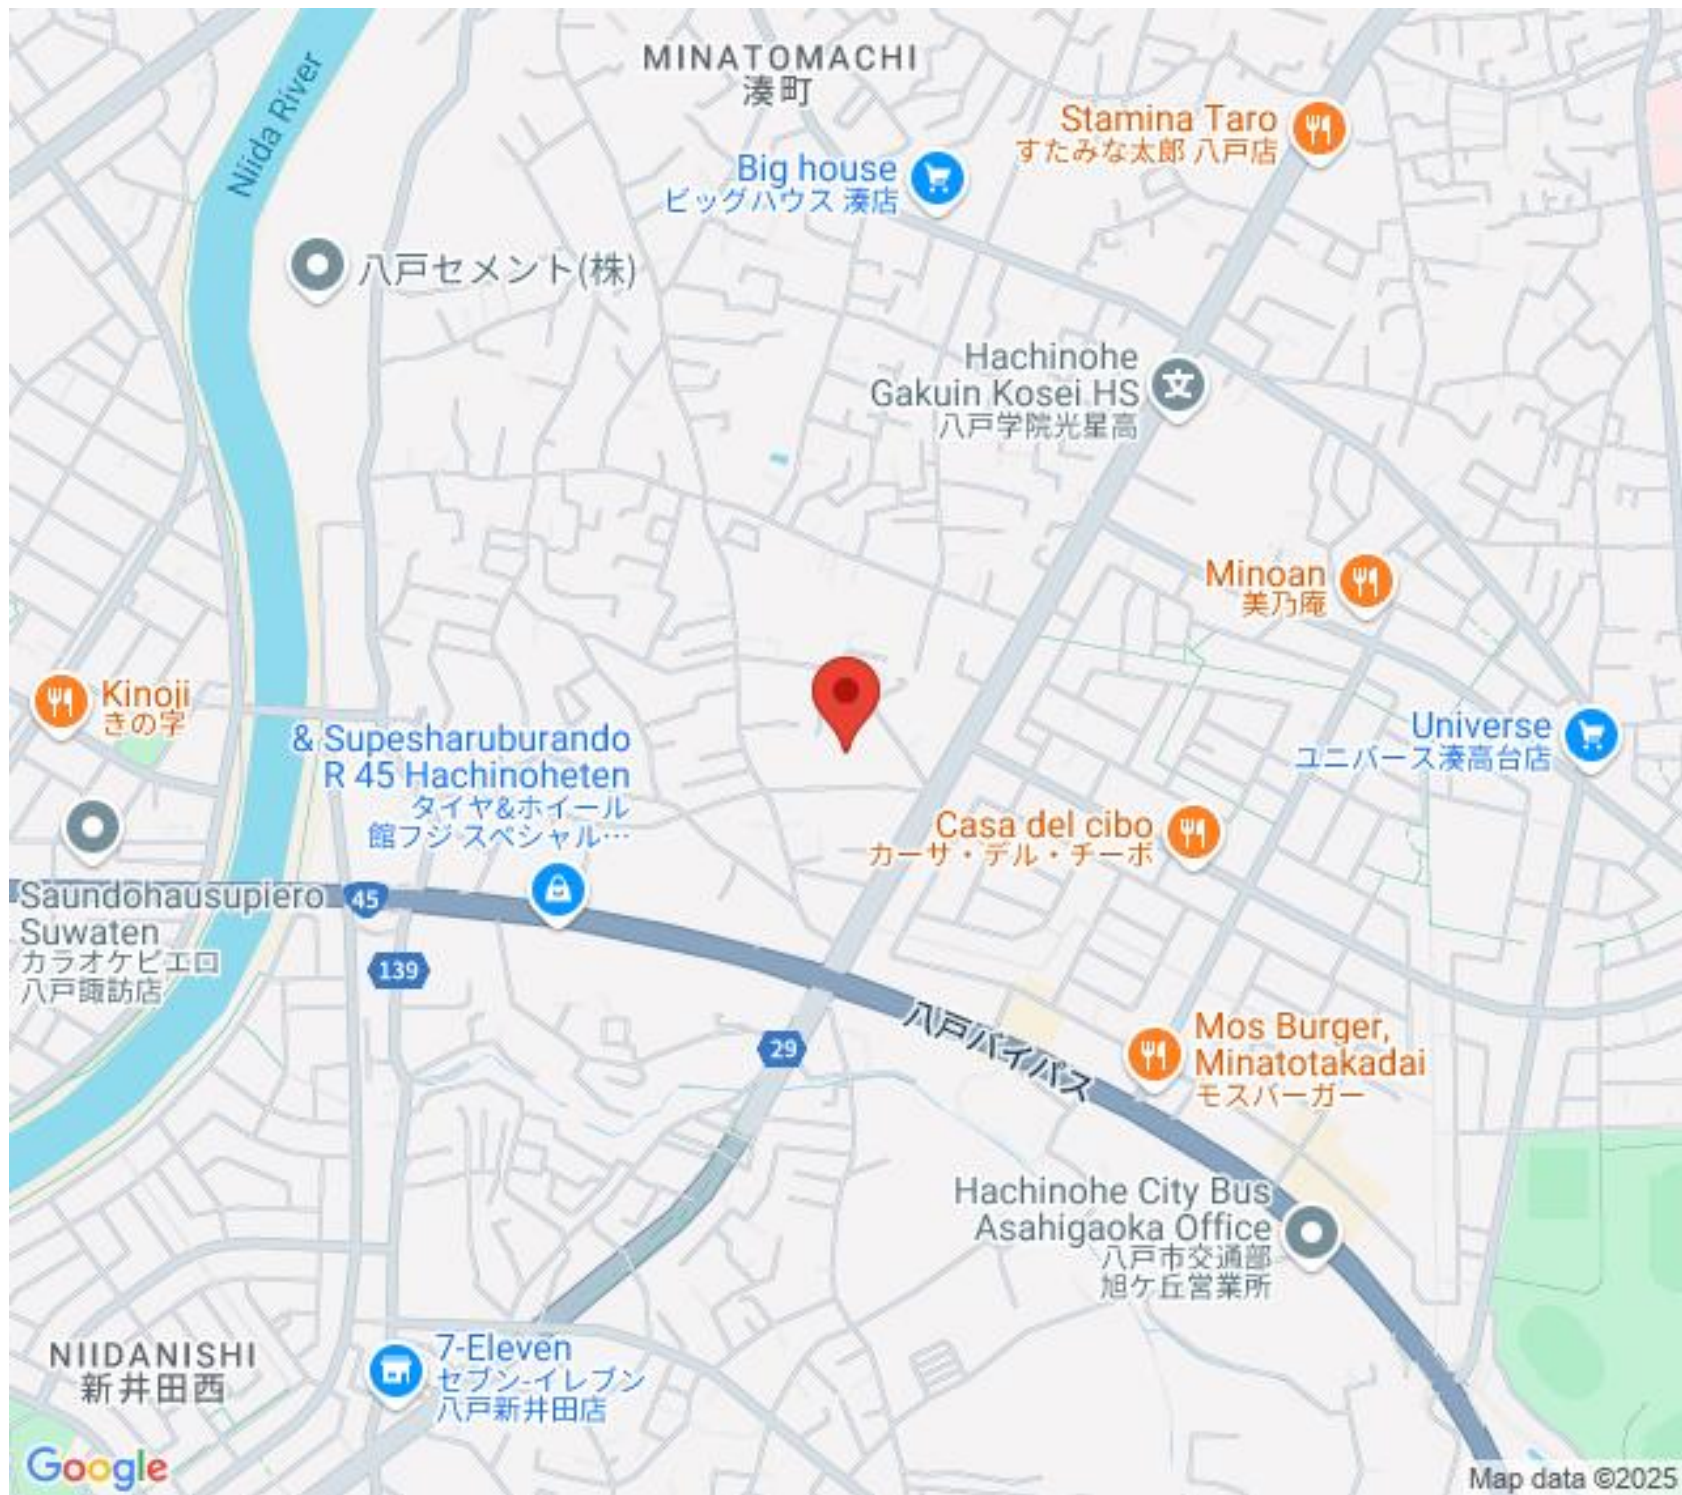 MINATOMACHI
湊町
Niida River
Stamina Taro
すたみな太郎 八戸店
Big house
ビッグハウス 湊店
八戸セメント(株)
Hachinohe
Gakuin Kosei HS
八戸学院光星高
Minoan
美乃庵
Kinoji
きの字
& Supesharuburando
R 45 Hachinoheten
タイヤ&ホイール
館フジ スペシャル…
Universe
ユニバース湊高台店
Casa del cibo
カーサ・デル・チーボ
Saundohausupiero
Suwaten
カラオケピエロ
八戸諏訪店
45
139
29
八戸バイパス
Mos Burger,
Minatotakadai
モスバーガー
Hachinohe City Bus
Asahigaoka Office
八戸市交通部
旭ケ丘営業所
NIIDANISHI
新井田西
7-Eleven
セブン-イレブン
八戸新井田店
Google
Map data ©2025